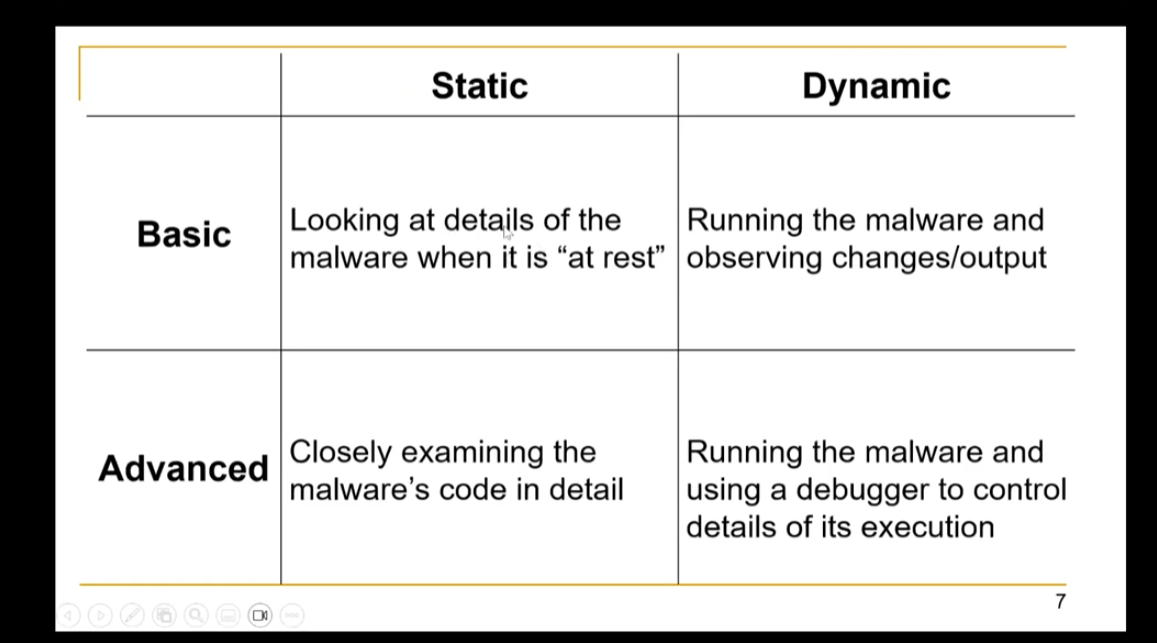 Static
Dynamic
Basic
Looking at details of the
malware when it is “at rest”
Running the malware and
observing changes/output
Advanced
Closely examining the
malware’s code in detail
Running the malware and
using a debugger to control
details of its execution
7